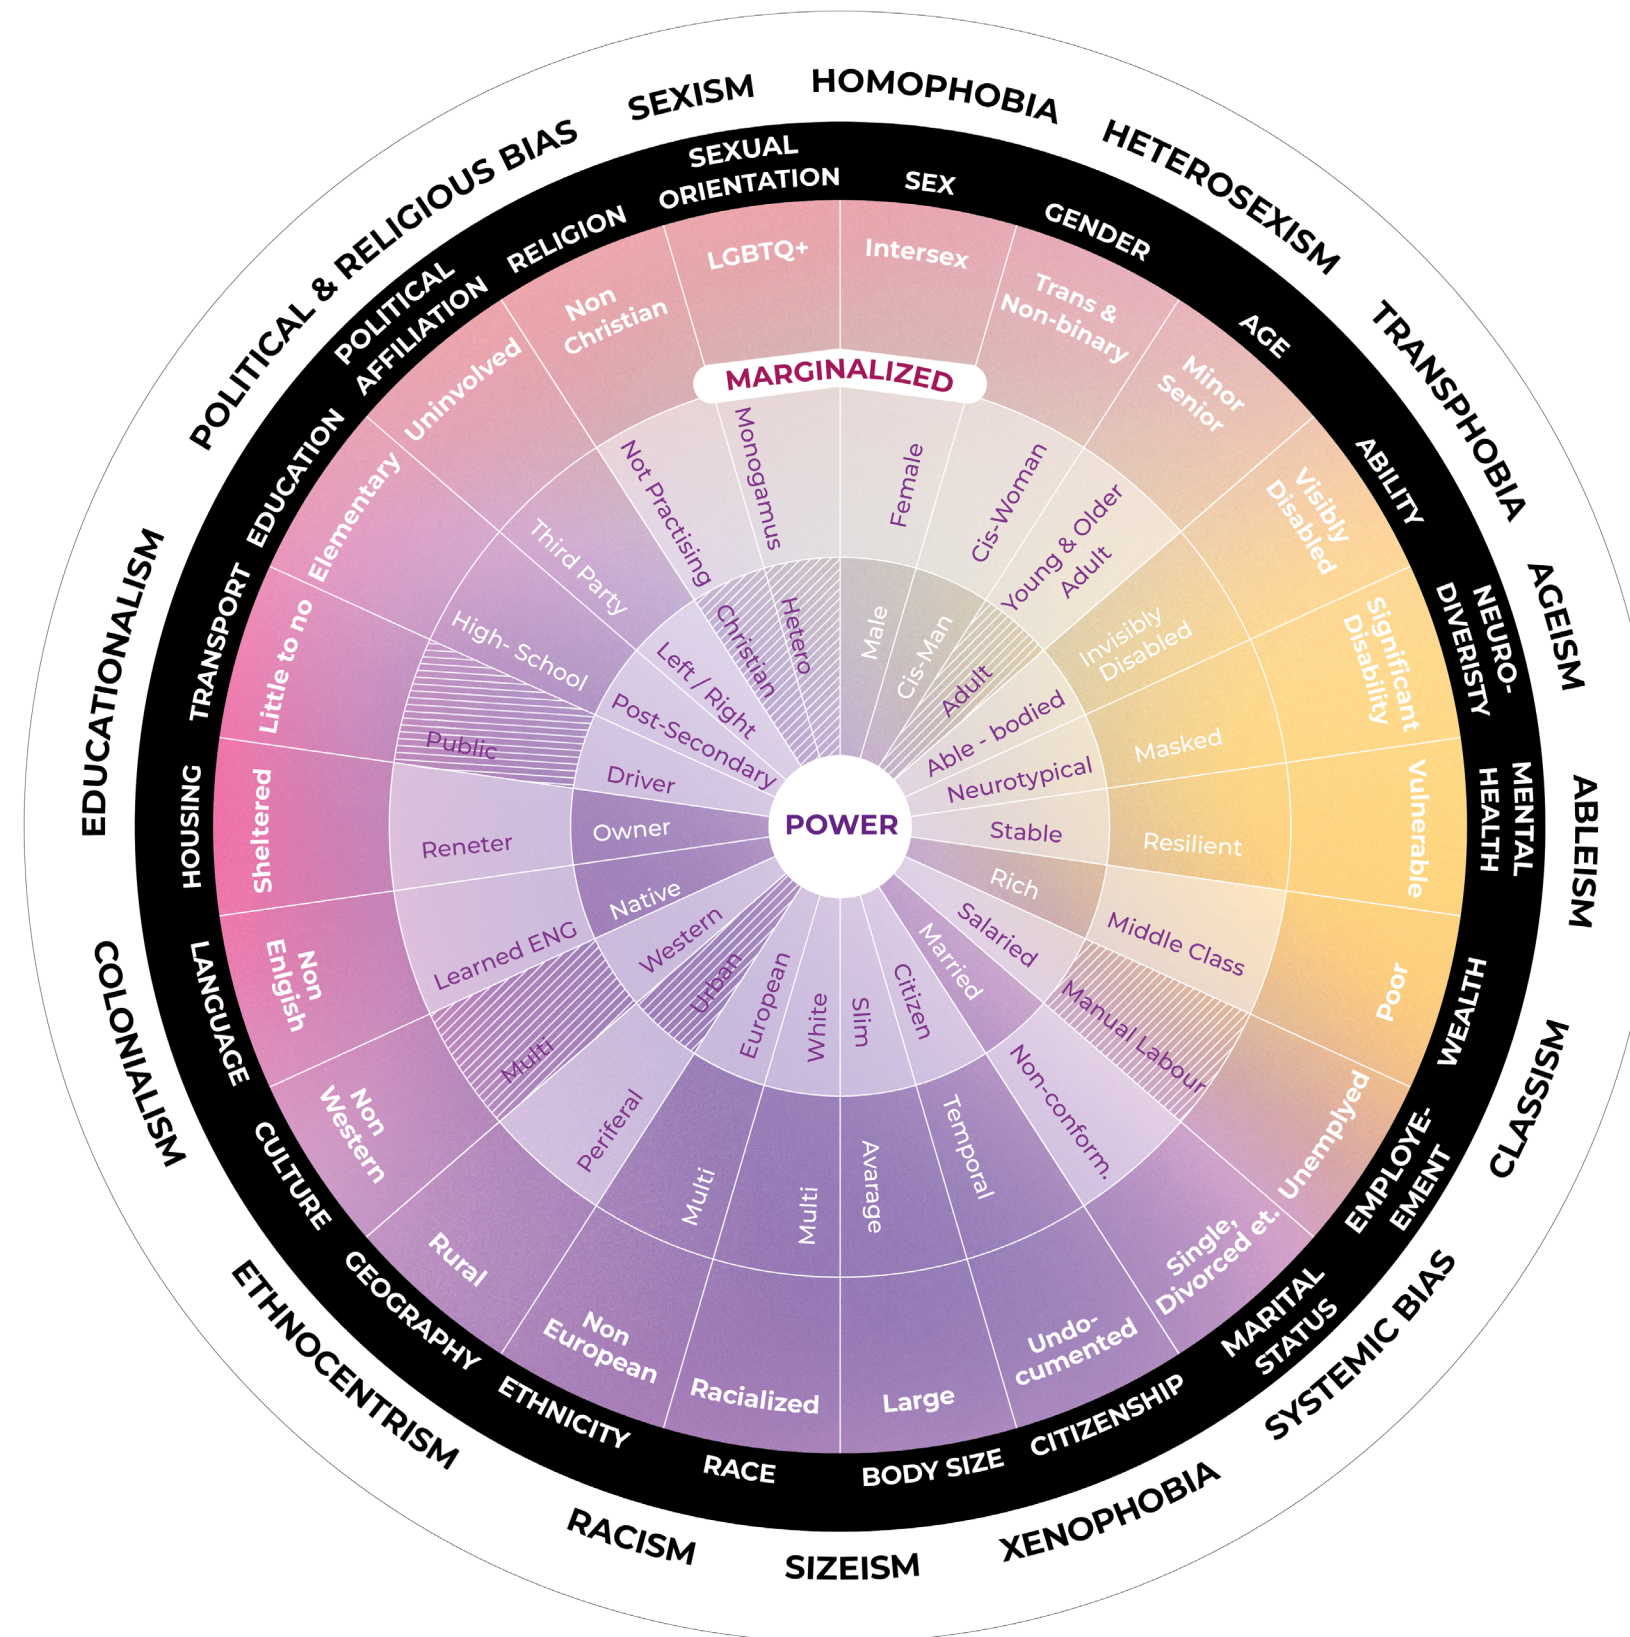 HOMOPHOBIA
HETEROSEXISM
TRANSPHOBIA
AGEISM
ABLEISM
CLASSISM
SYSTEMIC BIAS
XENOPHOBIA
SIZEISM
RACISM
ETHNOCENTRISM
COLONIALISM
EDUCATIONALISM
POLITICAL & RELIGIOUS BIAS
SEXISM
SEX
GENDER
AGE
ABILITY
NEURO-
DIVERISTY
MENTAL
HEALTH
WEALTH
EMPLOYE-
EMENT
MARITAL
STATUS
CITIZENSHIP
BODY SIZE
RACE
ETHNICITY
GEOGRAPHY
CULTURE
LANGUAGE
HOUSING
TRANSPORT
EDUCATION
POLITICAL
AFFILIATION
RELIGION
SEXUAL
ORIENTATION
Intersex
Trans &
Non-binary
Minor
Senior
Visibly
Disabled
Significant
Disability
Vulnerable
Poor
Unemplyed
Single,
Divorced et.
Undo-
cumented
Large
Racialized
Non
European
Rural
Non
Western
Non
Enlgish
Sheltered
Little to no
Elementary
Uninvolved
Non
Christian
LGBTQ+
MARGINALIZED
Female
Cis-Woman
Young & Older
Adult
Invisibly
Disabled
Masked
Resilient
Middle Class
Manual Labour
Non-conform.
Temporal
Avarage
Multi
Multi
Periferal
Multi
Learned ENG
Reneter
Public
High- School
Third Party
Not Practising
Monogamus
Male
Cis-Man
Adult
Able - bodied
Neurotypical
Stable
Rich
Salaried
Married
Citizen
Slim
White
European
Urban
Western
Native
Owner
Driver
Post-Secondary
Left / Right
Christian
Hetero
POWER